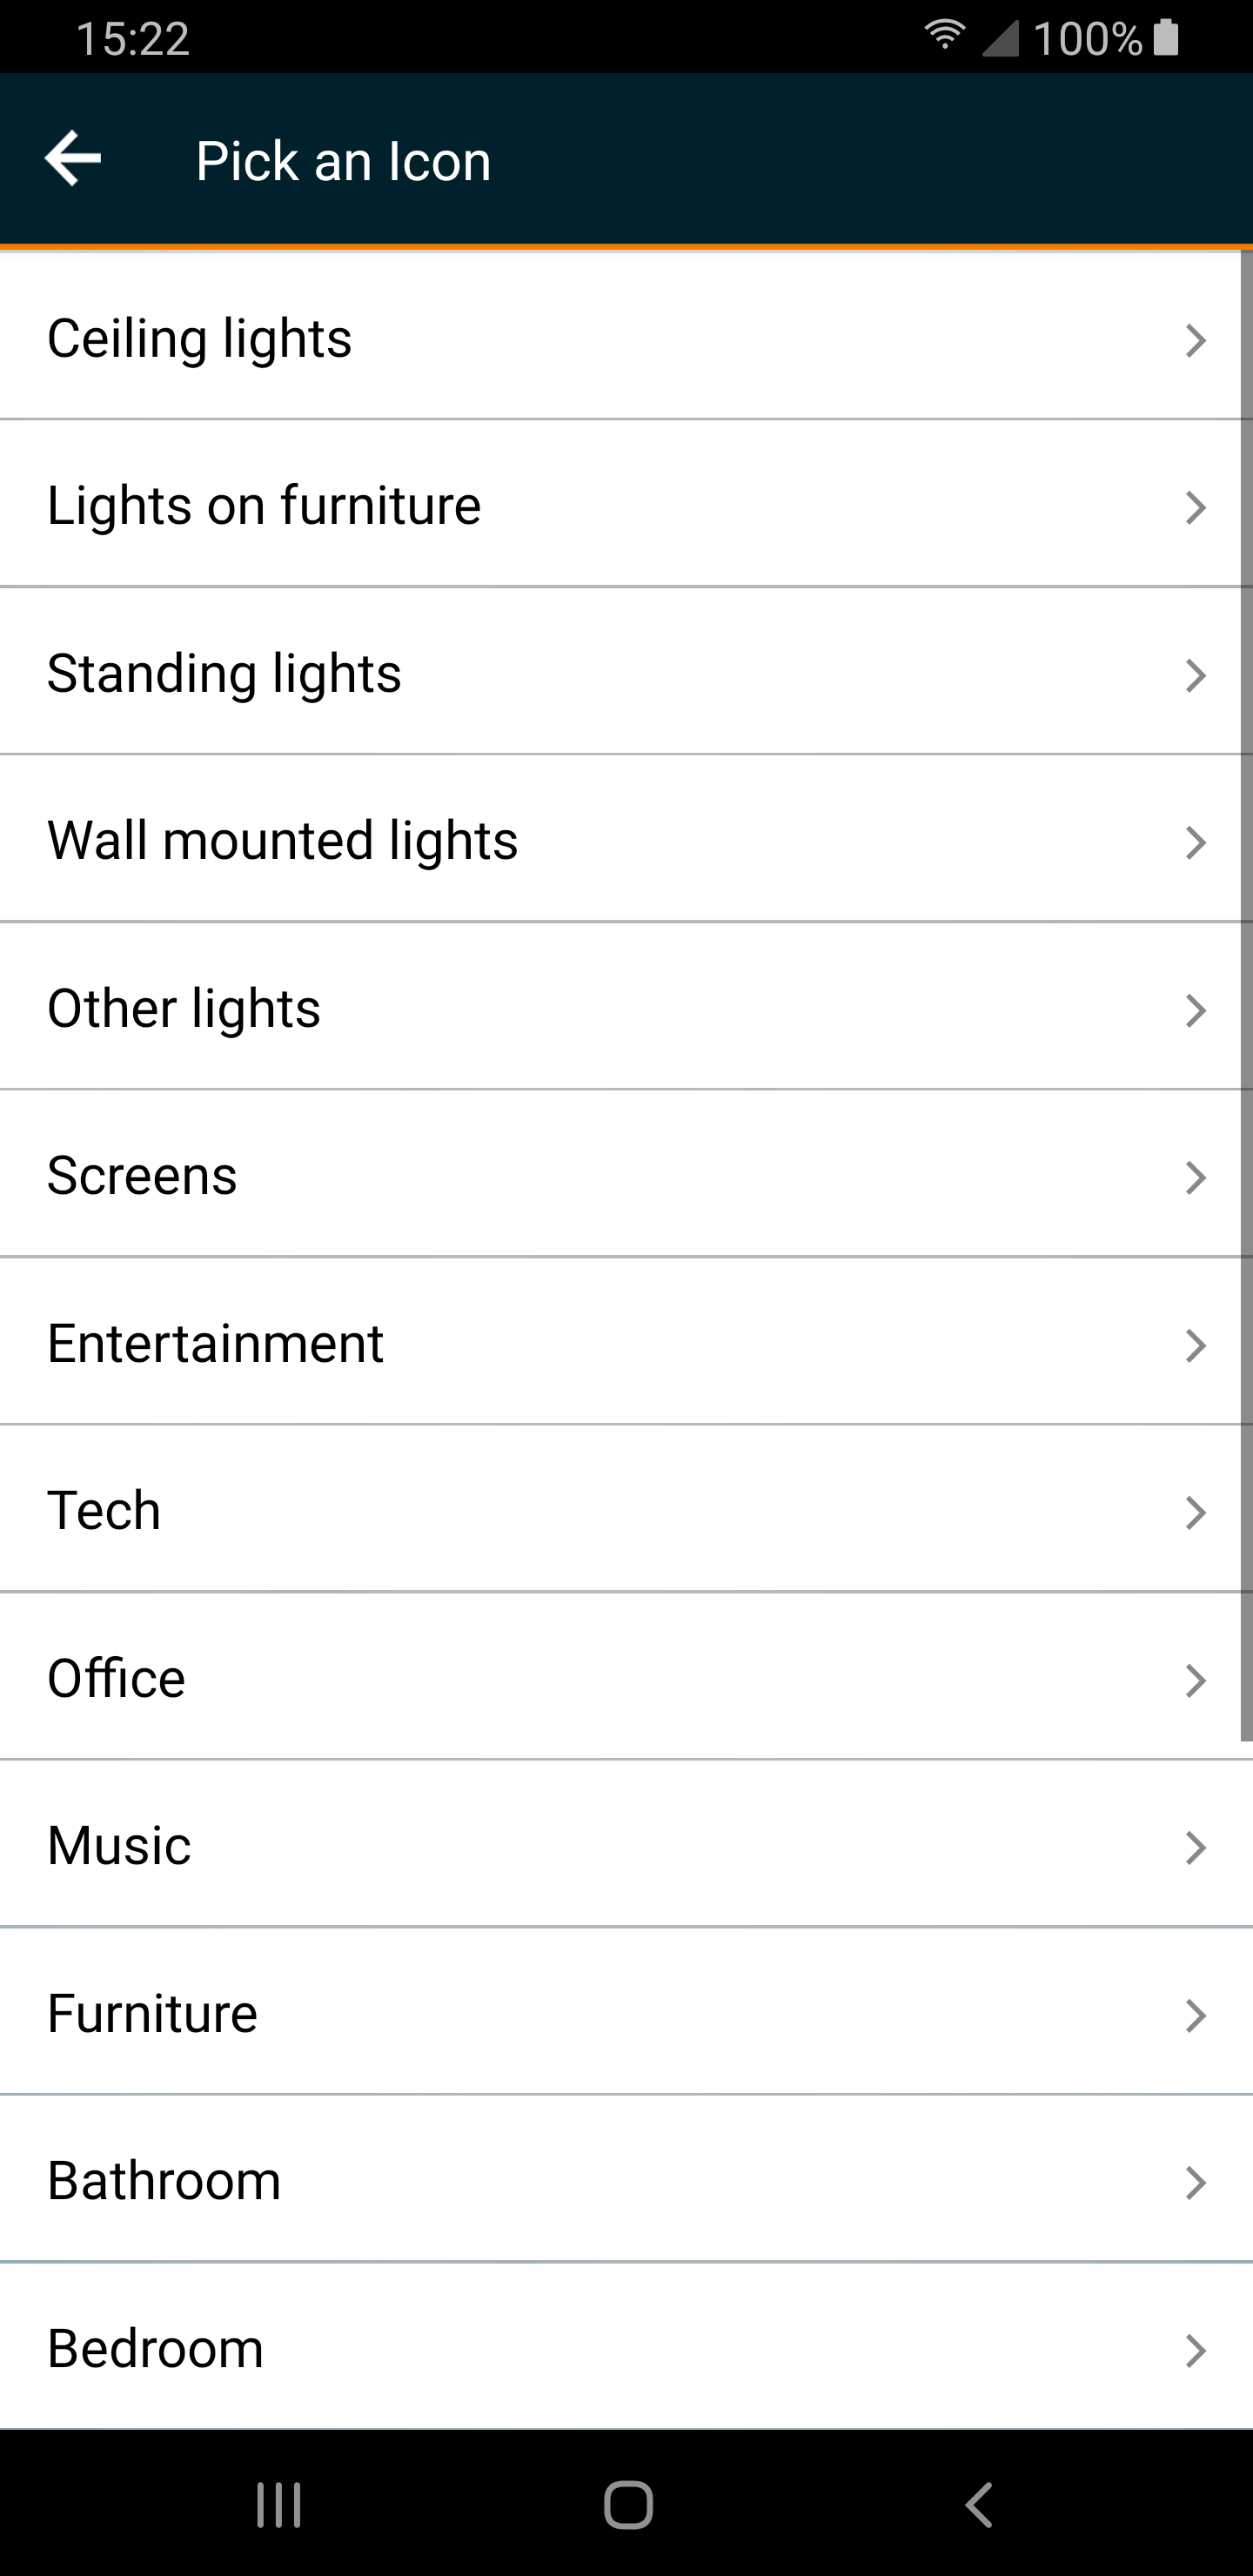 15:22 100%
Pick an Icon
Ceiling lights
Lights on furniture
Standing lights
Wall mounted lights
Other lights
Screens
Entertainment
Tech
Office
Music
Furniture
Bathroom
Bedroom